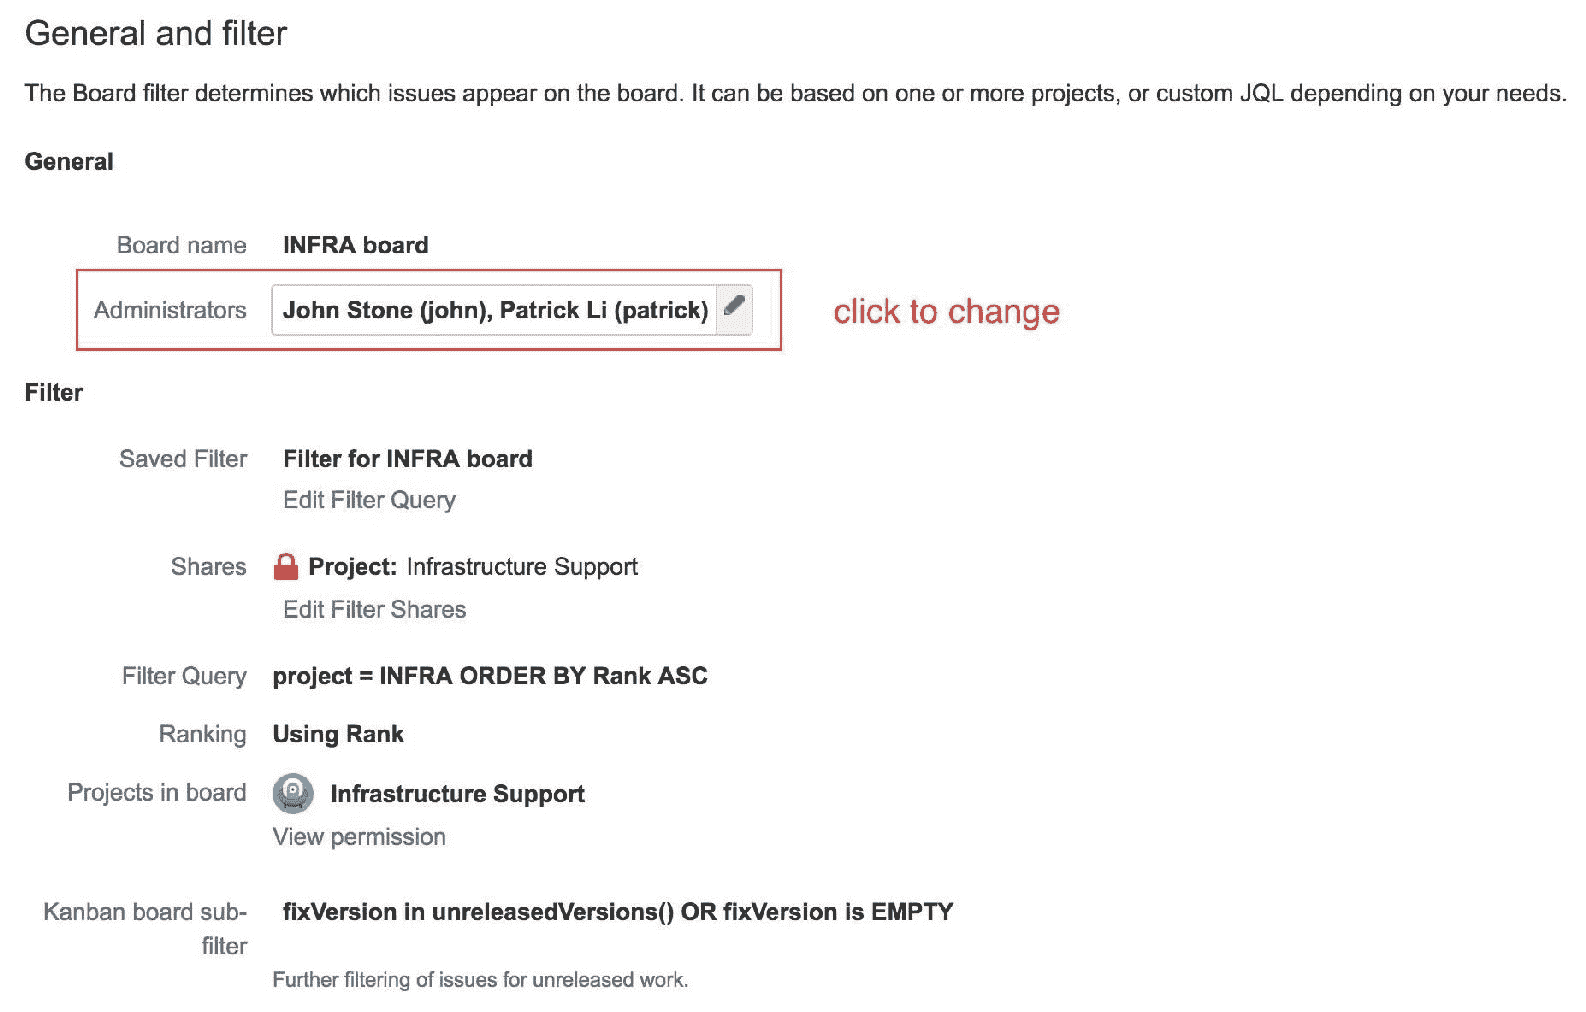 General and filter
The Board filter determines which issues appear on the board. It can be based on one or more projects, or custom JQL depending on your needs.
General
Board name INFRA board
Administrators John Stone (john), Patrick Li (patrick) click to change
Filter
Saved Filter Filter for INFRA board
Edit Filter Query
Shares Project: Infrastructure Support
Edit Filter Shares
Filter Query project = INFRA ORDER BY Rank ASC
Ranking Using Rank
Projects in board Infrastructure Support
View permission
Kanban board sub- fixVersion in unreleasedVersions() OR fixVersion is EMPTY
filter
Further filtering of issues for unreleased work.